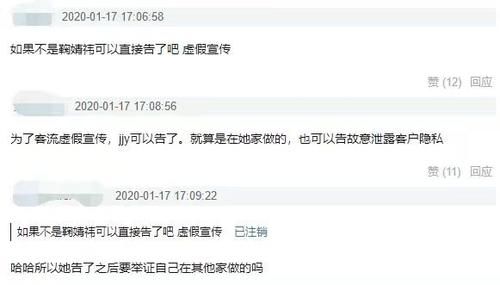 2020-01-17 17:06:58
如果不是鞠婧祎可以直接告了吧 虚假宣传
赞 (12) 回应
2020-01-17 17:08:56
为了客流虚假宣传，jjy可以告了。就算是在她家做的，也可以告故意泄露客户隐私
赞 (11) 回应
2020-01-17 17:09:22
如果不是鞠婧祎可以直接告了吧 虚假宣传 已注销
哈哈所以她告了之后要举证自己在其他家做的吗